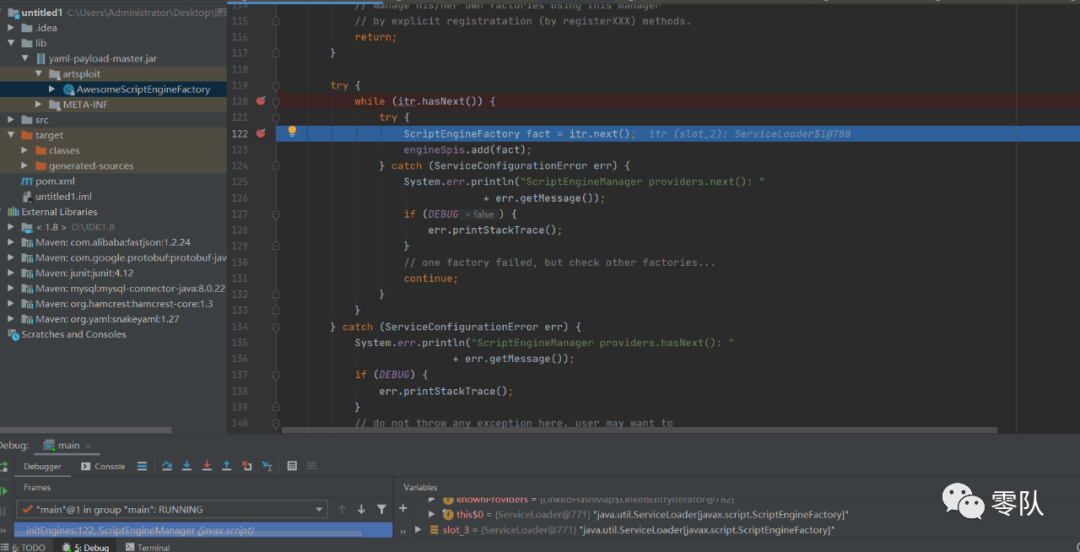 untitled1 C:\Users\Administrator\Desktop\
.idea
lib
yaml-payload-master.jar
artsploit
AwesomeScriptEngineFactory
META-INF
src
target
classes
generated-sources
pom.xml
untitled1.iml
External Libraries
< 1.8 > D:\JDK1.8
Maven: com.alibaba:fastjson:1.2.24
Maven: com.google.protobuf:protobuf-jav
Maven: junit:junit:4.12
Maven: mysql:mysql-connector-java:8.0.22
Maven: org.hamcrest:hamcrest-core:1.3
Maven: org.yaml:snakeyaml:1.27
Scratches and Consoles
114 // manage his/her own factories using this manager
115 // by explicit registratation (by registerXXX) methods.
116 return;
117 }
118
119 try {
120 while (itr.hasNext()) {
121 try {
122 ScriptEngineFactory fact = itr.next(); itr (slot_2): ServiceLoader$1@780
123 engineSpis.add(fact);
124 } catch (ServiceConfigurationError err) {
125 System.err.println("ScriptEngineManager providers.next(): "
126 + err.getMessage());
127 if (DEBUG = false ) {
128 err.printStackTrace();
129 }
130 // one factory failed, but check other factories...
131 continue;
132 }
133 }
134 } catch (ServiceConfigurationError err) {
135 System.err.println("ScriptEngineManager providers.hasNext(): "
136 + err.getMessage());
137 if (DEBUG) {
138 err.printStackTrace();
139 }
140 // do not throw any exception here. user may want to
Debug: main ×
Debugger Console
Frames
Variables
"main"@1 in group "main": RUNNING
initEngines:122, ScriptEngineManager (javax.script)
knownProviders = {LinkedHashMap$LinkedEntryIterator@782}
this$0 = {ServiceLoader@771} "java.util.ServiceLoader[javax.script.ScriptEngineFactory]"
slot_3 = {ServiceLoader@771} "java.util.ServiceLoader[javax.script.ScriptEngineFactory]"
6: TODO 5: Debug Terminal
零队